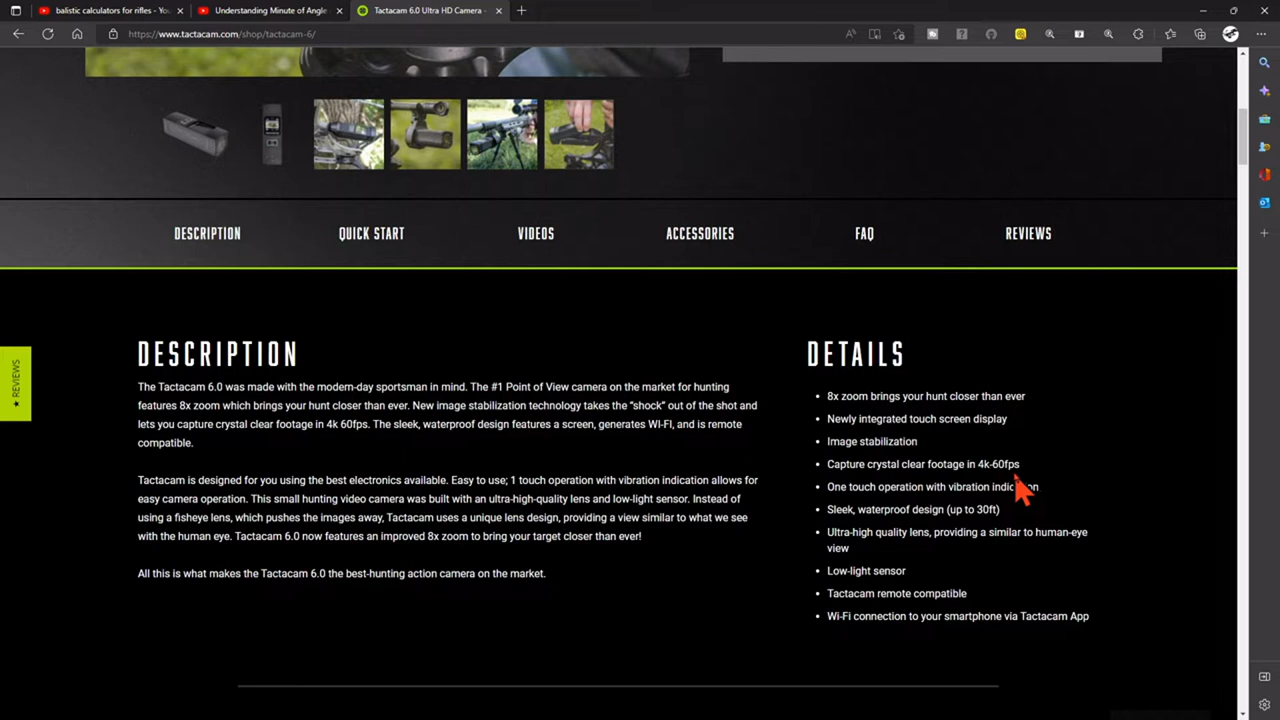 balistic calculators for rifles - You
Understanding Minute of Angle
Tactacam 6.0 Ultra HD Camera -
https://www.tactacam.com/shop/tactacam-6/
DESCRIPTION
QUICK START
VIDEOS
ACCESSORIES
FAQ
REVIEWS
★ REVIEWS
DESCRIPTION
The Tactacam 6.0 was made with the modern-day sportsman in mind. The #1 Point of View camera on the market for hunting
features 8x zoom which brings your hunt closer than ever. New image stabilization technology takes the “shock” out of the shot and
lets you capture crystal clear footage in 4k 60fps. The sleek, waterproof design features a screen, generates WI-FI, and is remote
compatible.
Tactacam is designed for you using the best electronics available. Easy to use; 1 touch operation with vibration indication allows for
easy camera operation. This small hunting video camera was built with an ultra-high-quality lens and low-light sensor. Instead of
using a fisheye lens, which pushes the images away, Tactacam uses a unique lens design, providing a view similar to what we see
with the human eye. Tactacam 6.0 now features an improved 8x zoom to bring your target closer than ever!
All this is what makes the Tactacam 6.0 the best-hunting action camera on the market.
DETAILS
• 8x zoom brings your hunt closer than ever
• Newly integrated touch screen display
• Image stabilization
• Capture crystal clear footage in 4k-60fps
• One touch operation with vibration indication
• Sleek, waterproof design (up to 30ft)
• Ultra-high quality lens, providing a similar to human-eye
view
• Low-light sensor
• Tactacam remote compatible
• Wi-Fi connection to your smartphone via Tactacam App